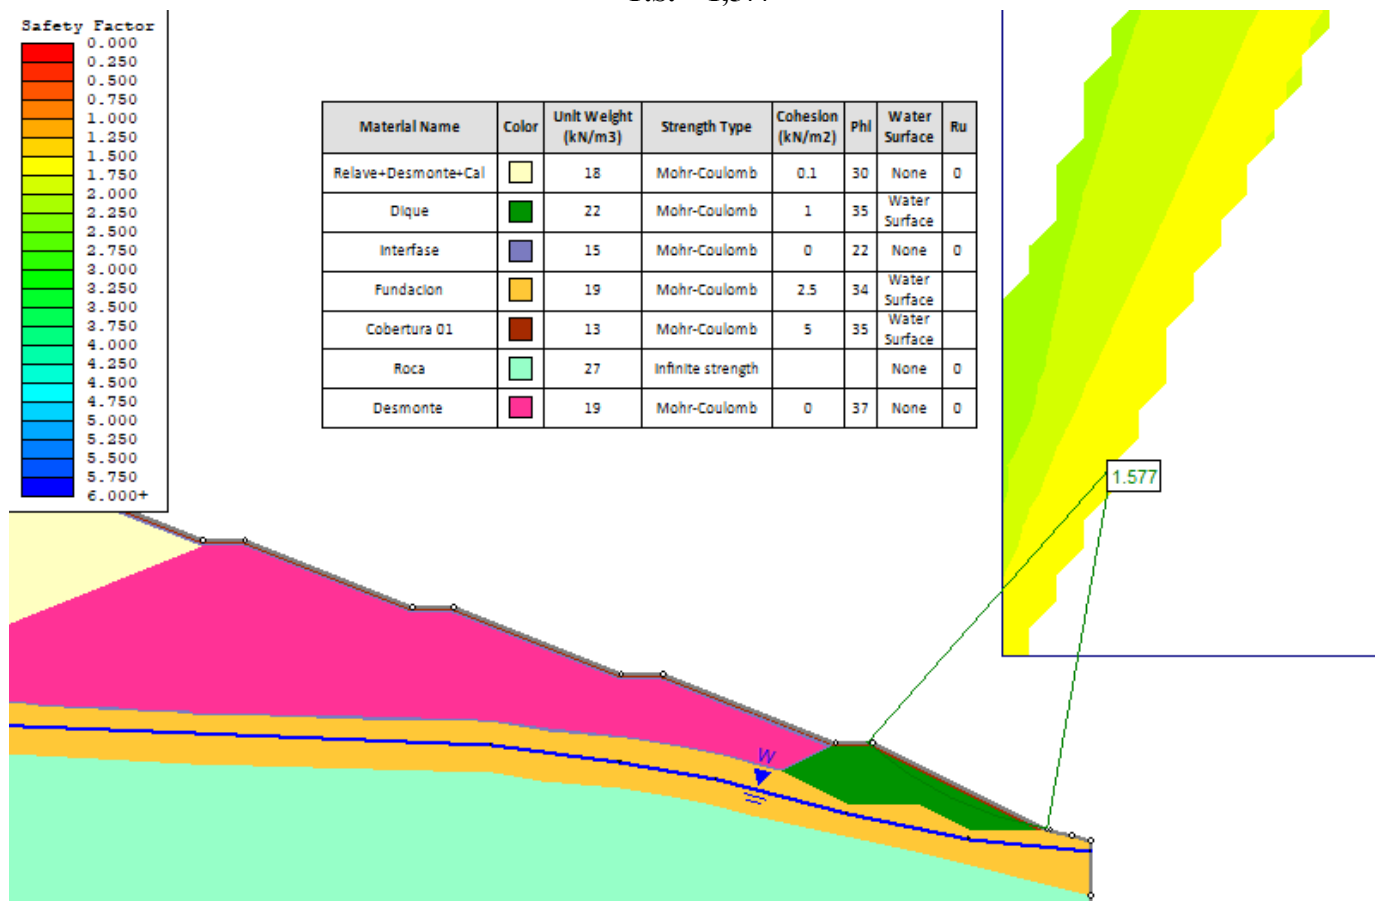 F.S. = 1,577
Safety Factor
0.000
0.250
0.500
0.750
1.000
1.250
1.500
1.750
2.000
2.250
2.500
2.750
3.000
3.250
3.500
3.750
4.000
4.250
4.500
4.750
5.000
5.250
5.500
5.750
6.000+
Material Name Color Unit Weight (kN/m3) Strength Type Cohesion (kN/m2) Phi Water Surface Ru
Relave+Desmonte+Cal 18 Mohr-Coulomb 0.1 30 None 0
Dique 22 Mohr-Coulomb 1 35 Water Surface
Interfase 15 Mohr-Coulomb 0 22 None 0
Fundacion 19 Mohr-Coulomb 2.5 34 Water Surface
Cobertura 01 13 Mohr-Coulomb 5 35 Water Surface
Roca 27 Infinite strength None 0
Desmonte 19 Mohr-Coulomb 0 37 None 0
1.577
W